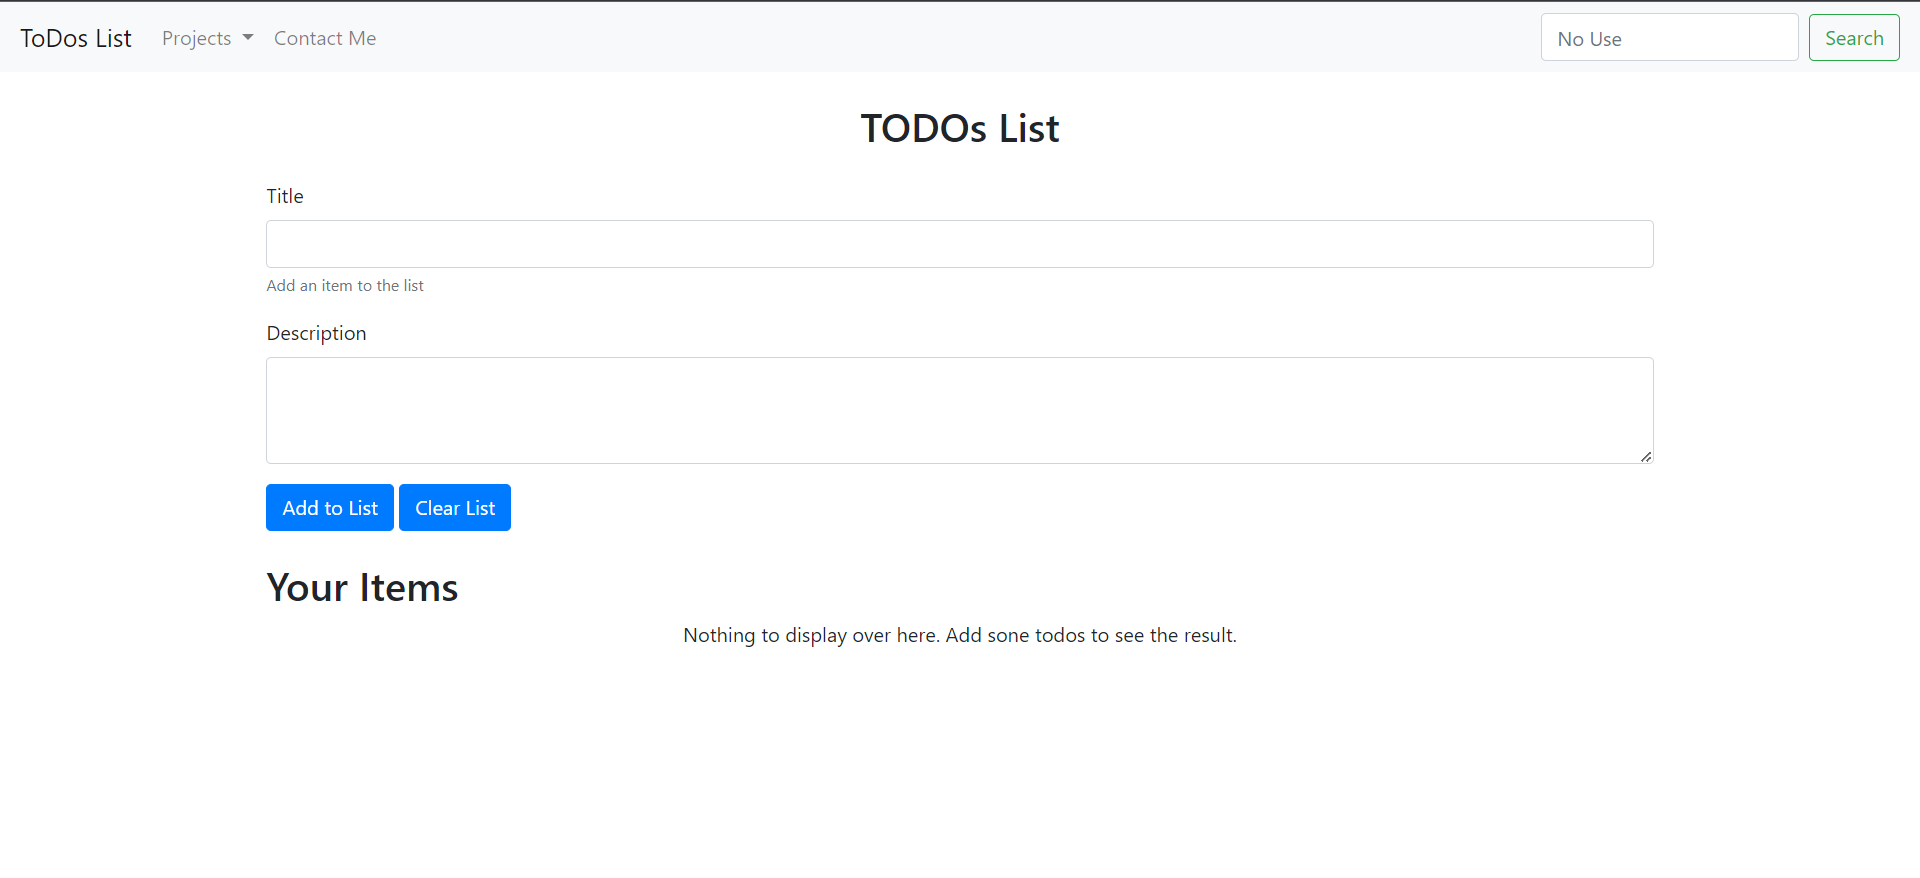 ToDos List Projects Contact Me No Use Search
TODOs List
Title
Add an item to the list
Description
Add to List Clear List
Your Items
Nothing to display over here. Add sone todos to see the result.